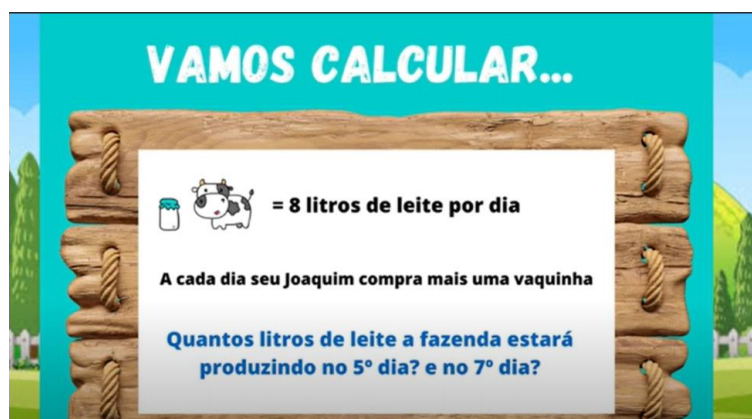 VAMOS CALCULAR...
= 8 litros de leite por dia
A cada dia seu Joaquim compra mais uma vaquinha
Quantos litros de leite a fazenda estará
produzindo no 5º dia? e no 7º dia?